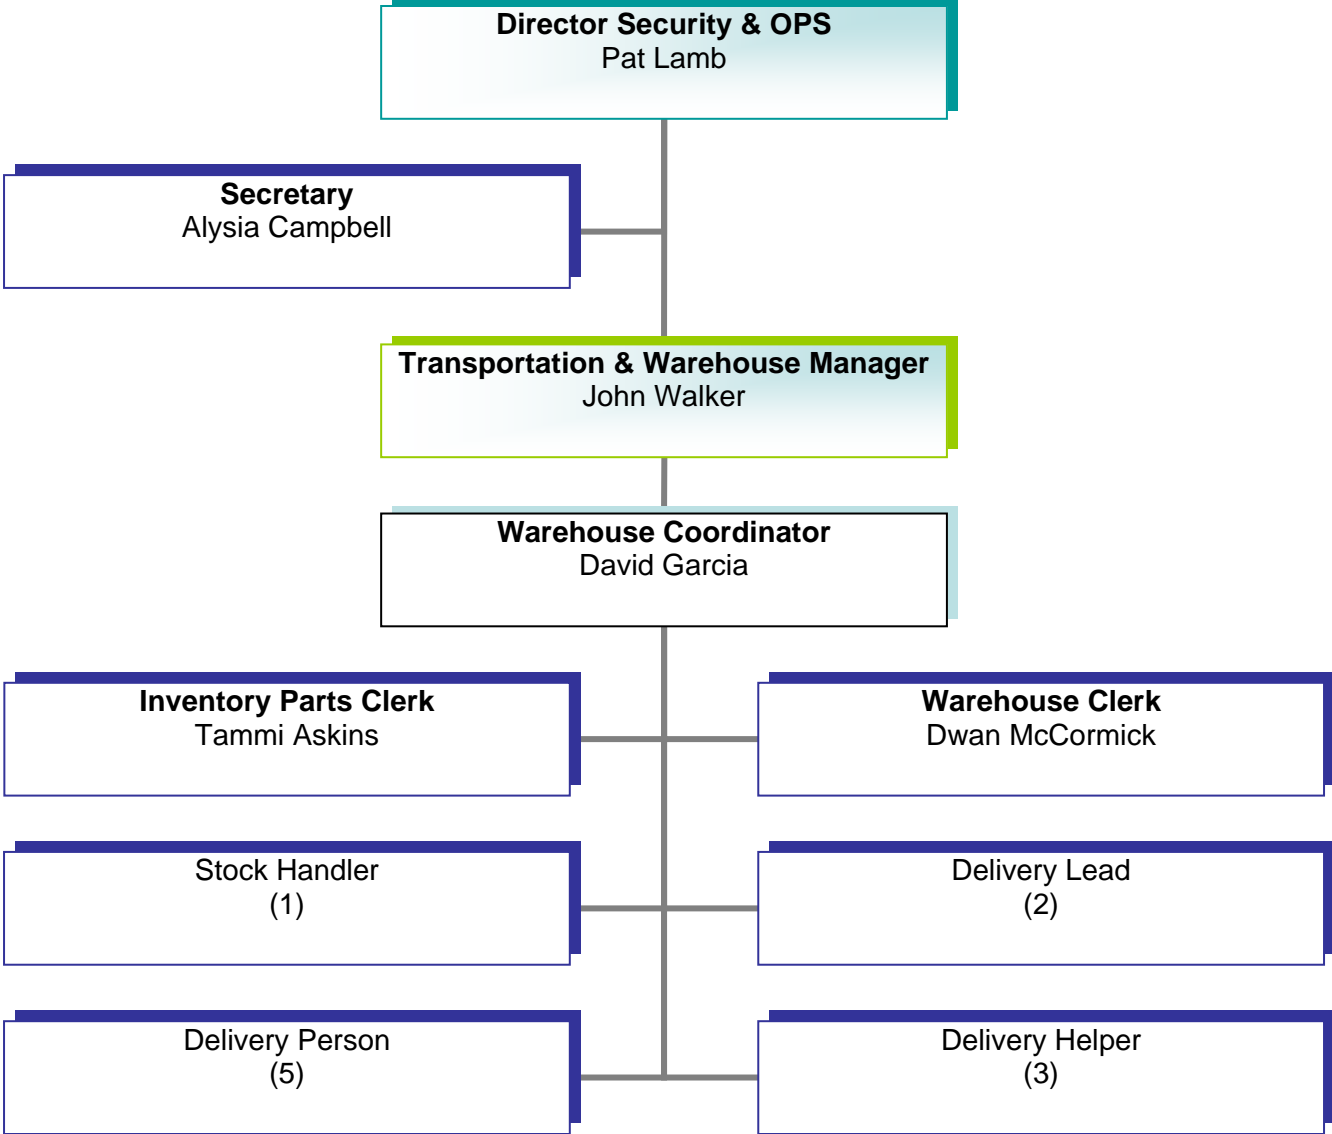 Director Security & OPS
Pat Lamb
Secretary
Alysia Campbell
Transportation & Warehouse Manager
John Walker
Warehouse Coordinator
David Garcia
Inventory Parts Clerk
Tammi Askins
Warehouse Clerk
Dwan McCormick
Stock Handler
(1)
Delivery Lead
(2)
Delivery Person
(5)
Delivery Helper
(3)